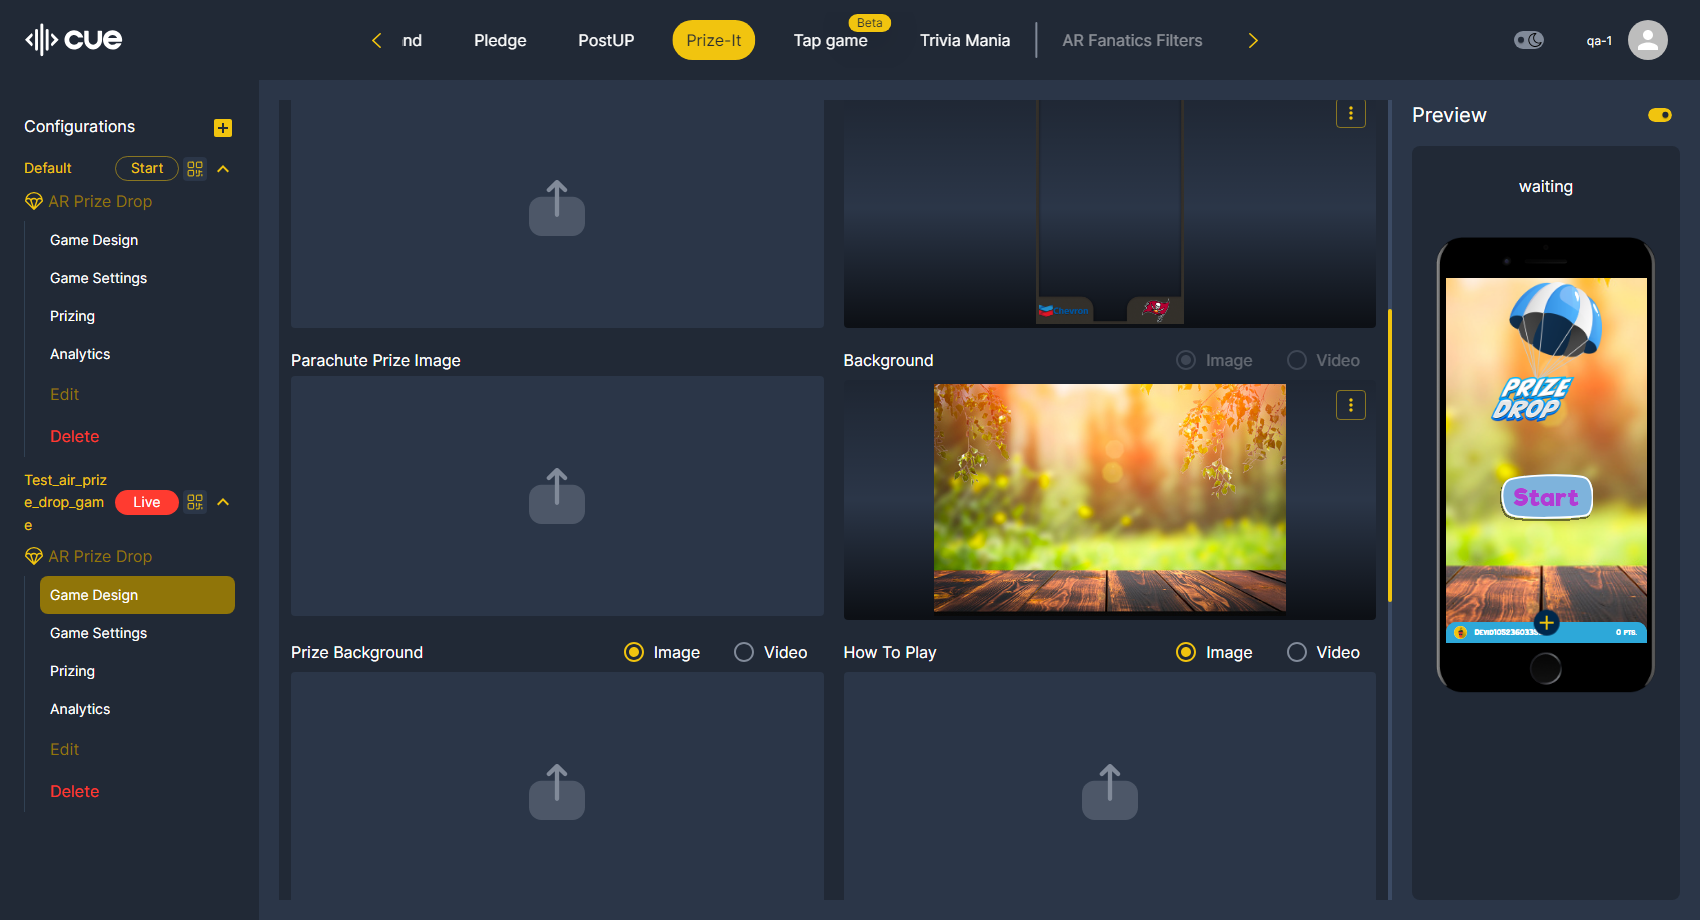 cue
nd
Pledge
PostUP
Prize-It
Beta
Tap game
Trivia Mania
AR Fanatics Filters
qa-1
Configurations
Default
Start
AR Prize Drop
Game Design
Game Settings
Prizing
Analytics
Edit
Delete
Test_air_priz
e_drop_gam
e
Live
AR Prize Drop
Game Design
Game Settings
Prizing
Analytics
Edit
Delete
Chevron
Parachute Prize Image
Background
Image
Video
Prize Background
Image
Video
How To Play
Image
Video
Preview
waiting
PRIZE
DROP
Start
0 PTS.